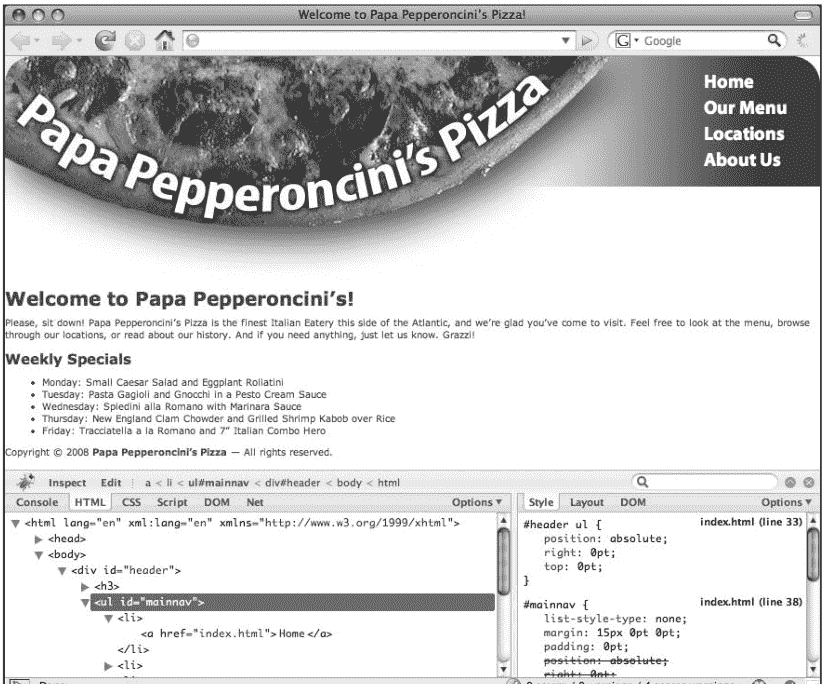 Welcome to Papa Pepperoncini's Pizza!
G Google
Papa Pepperoncini's Pizza
Home
Our Menu
Locations
About Us
Welcome to Papa Pepperoncini's!
Please, sit down! Papa Pepperoncini's Pizza is the finest Italian Eatery this side of the Atlantic, and we're glad you've come to visit. Feel free to look at the menu, browse
through our locations, or read about our history. And if you need anything, just let us know. Grazzi!
Weekly Specials
• Monday: Small Caesar Salad and Eggplant Rollatini
• Tuesday: Pasta Gagioli and Gnocchi in a Pesto Cream Sauce
• Wednesday: Spiedini alla Romano with Marinara Sauce
• Thursday: New England Clam Chowder and Grilled Shrimp Kabob over Rice
• Friday: Tracciatella a la Romano and 7" Italian Combo Hero
Copyright © 2008 Papa Pepperoncini's Pizza — All rights reserved.
Inspect Edit a < li < ul#mainnav < div#header < body < html
Console HTML CSS Script DOM Net Options
Style Layout DOM Options
<html lang="en" xml:lang="en" xmlns="http://www.w3.org/1999/xhtml">
<head>
<body>
<div id="header">
<h3>
<ul id="mainnav">
<li>
<a href="index.html">Home</a>
</li>
<li>
#header ul { index.html (line 33)
position: absolute;
right: 0pt;
top: 0pt;
}
#mainnav { index.html (line 38)
list-style-type: none;
margin: 15px 0pt 0pt;
padding: 0pt;
position: absolute;
right: 0pt;